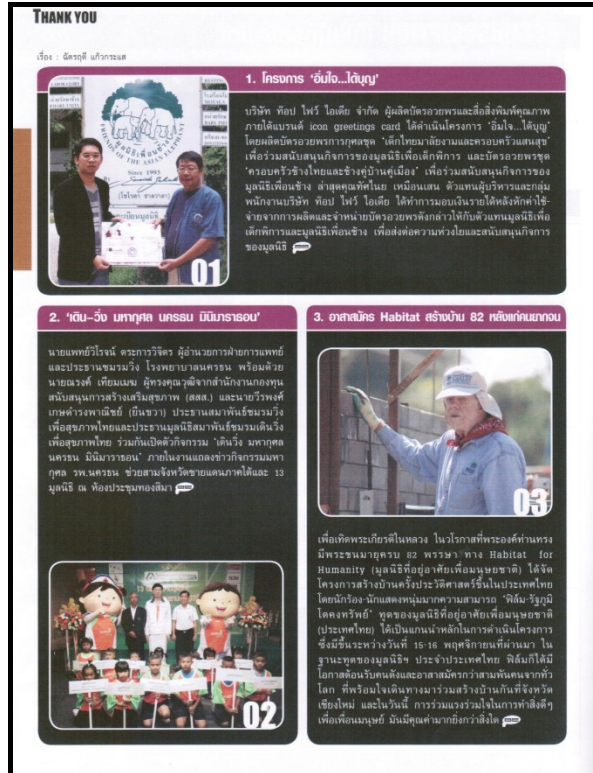 THANK YOU
เรื่อง : ฉัตรฤดี แก้วกระแส
1. โครงการ ‘อิ่มใจ...ได้บุญ’
FRIENDS OF THE ASIAN ELEPHANT
มูลนิธิเพื่อนช้าง
Since 1993
01
บริษัท ท็อป ไฟว์ ไอเดีย จำกัด ผู้ผลิตบัตรอวยพรและสื่อสิ่งพิมพ์คุณภาพ
ภายใต้แบรนด์ icon greetings card ได้ดำเนินโครงการ “อิ่มใจ...ได้บุญ”
โดยผลิตบัตรอวยพรการกุศลชุด “เด็กไทยมาลัยงามและครอบครัวแสนสุข”
เพื่อร่วมสนับสนุนกิจการของมูลนิธิเพื่อเด็กพิการ และบัตรอวยพรชุด
“ครอบครัวช้างไทยและช้างคู่บ้านคู่เมือง” เพื่อร่วมสนับสนุนกิจการของ
มูลนิธิเพื่อนช้าง ล่าสุดคุณทัศไนย เหมือนเสน ตัวแทนผู้บริหารและกลุ่ม
พนักงานบริษัท ท็อป ไฟว์ ไอเดีย ได้ทำการมอบเงินรายได้หลังหักค่าใช้-
จ่ายจากการผลิตและจำหน่ายบัตรอวยพรดังกล่าวให้กับตัวแทนมูลนิธิเพื่อ
เด็กพิการและมูลนิธิเพื่อนช้าง เพื่อส่งต่อความห่วงใยและสนับสนุนกิจการ
ของมูลนิธิ
2. ‘เดิน-วิ่ง มหากุศล นครธน มินิมาราธอน’
นายแพทย์วิโรจน์ ตระการวิจิตร ผู้อำนวยการฝ่ายการแพทย์
และประธานชมรมวิ่ง โรงพยาบาลนครธน พร้อมด้วย
นายณรงค์ เทียมเมฆ ผู้ทรงคุณวุฒิจากสำนักงานกองทุน
สนับสนุนการสร้างเสริมสุขภาพ (สสส.) และนายวีรพงศ์
เกษดำรงพาณิชย์ (ยีนขวา) ประธานสมาพันธ์ชมรมวิ่ง
เพื่อสุขภาพไทยและประธานมูลนิธิสมาพันธ์ชมรมเดินวิ่ง
เพื่อสุขภาพไทย ร่วมกันเปิดตัวกิจกรรม “เดินวิ่ง มหากุศล
นครธน มินิมาราธอน” ภายในงานแถลงข่าวกิจกรรมมหา
กุศล รพ.นครธน ช่วยสามจังหวัดชายแดนภาคใต้และ 13
มูลนิธิ ณ ห้องประชุมทองสิมา
02
3. อาสาสมัคร Habitat สร้างบ้าน 82 หลังแก่คนยากจน
03
เพื่อเทิดพระเกียรติในหลวง ในวโรกาสที่พระองค์ท่านทรง
มีพระชนมายุครบ 82 พรรษา ทาง Habitat for
Humanity (มูลนิธิที่อยู่อาศัยเพื่อมนุษยชาติ) ได้จัด
โครงการสร้างบ้านครั้งประวัติศาสตร์ขึ้นในประเทศไทย
โดยนักร้อง-นักแสดงหนุ่มมากความสามารถ “ฟิล์ม-รัฐภูมิ
โตคงทรัพย์” ทูตของมูลนิธิที่อยู่อาศัยเพื่อมนุษยชาติ
(ประเทศไทย) ได้เป็นแกนนำหลักในการดำเนินโครงการ
ซึ่งมีขึ้นระหว่างวันที่ 15-16 พฤศจิกายนที่ผ่านมา ใน
ฐานะทูตของมูลนิธิฯ ประจำประเทศไทย ฟิล์มก็ได้มี
โอกาสต้อนรับคนดังและอาสาสมัครกว่าสามพันคนจากทั่ว
โลก ที่พร้อมใจเดินทางมาร่วมสร้างบ้านกันที่จังหวัด
เชียงใหม่ และในวันนี้ การร่วมแรงร่วมใจในการทำสิ่งดีๆ
เพื่อเพื่อนมนุษย์ มันมีคุณค่ามากยิ่งกว่าสิ่งใด